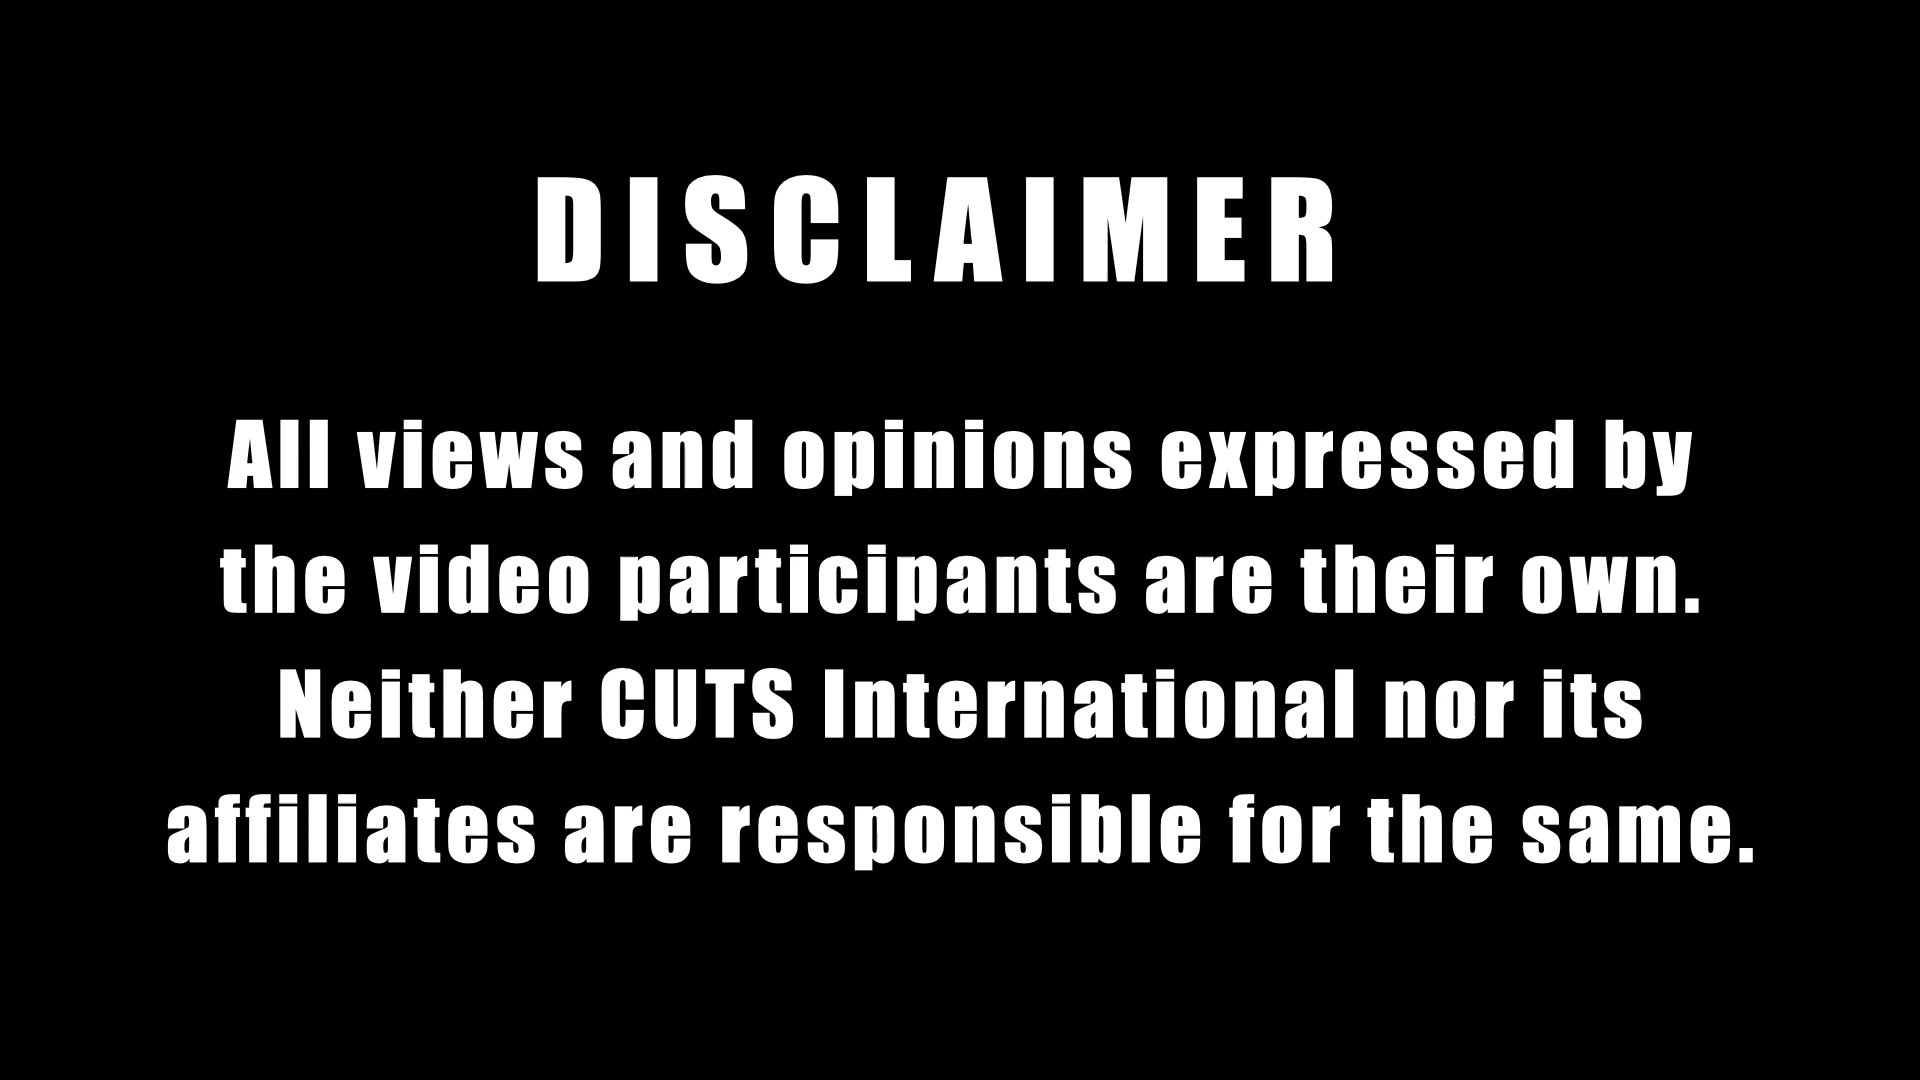 DISCLAIMER
All views and opinions expressed by
the video participants are their own.
Neither CUTS International nor its
affiliates are responsible for the same.